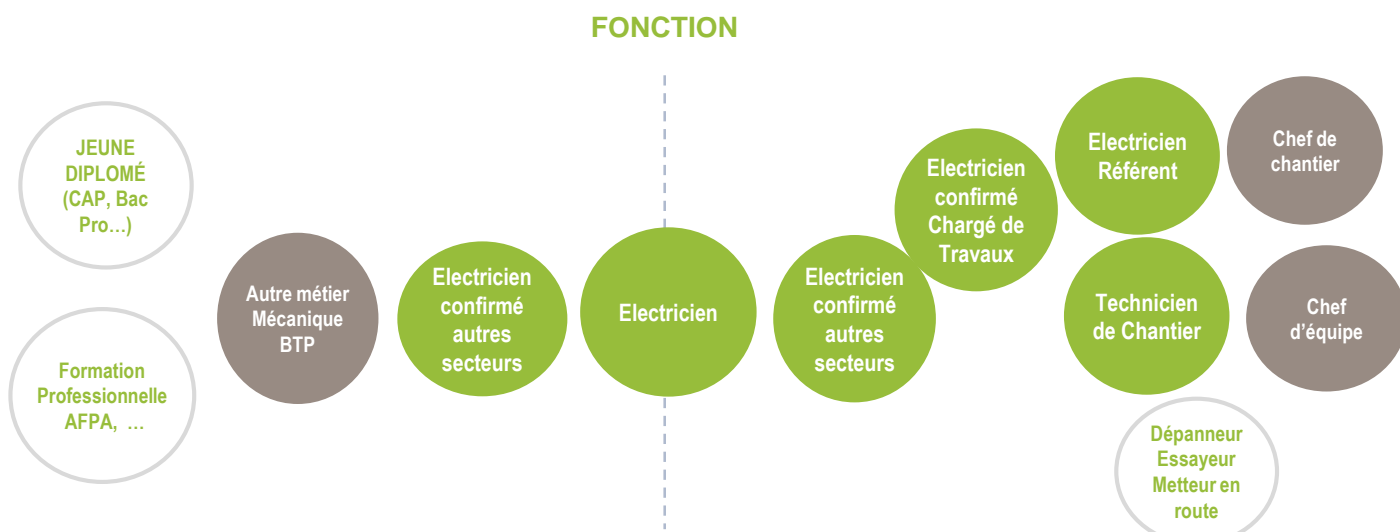 FONCTION
JEUNE
DIPLOMÉ
(CAP, Bac
Pro…)
Formation
Professionnelle
AFPA, …
Autre métier
Mécanique
BTP
Electricien
confirmé
autres
secteurs
Electricien
Electricien
confirmé
autres
secteurs
Electricien
confirmé
Chargé de
Travaux
Electricien
Référent
Chef de
chantier
Technicien
de Chantier
Chef
d’équipe
Dépanneur
Essayeur
Metteur en
route